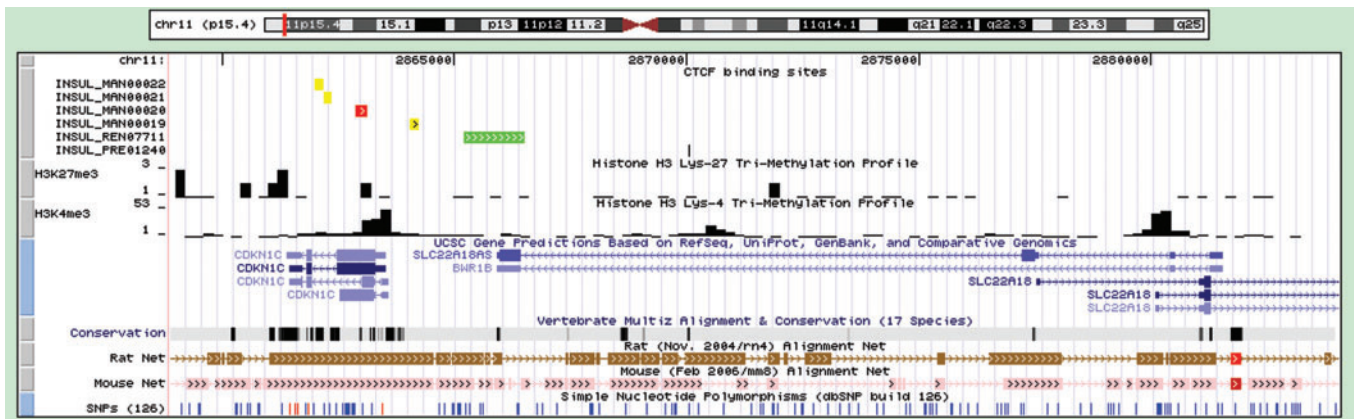 chr11 (p15.4) 11p15.4 15.1 p13 11p12 11.2 11q14.1 q21 22.1 q22.3 23.3 q25
chr11: 2865000| 2870000| 2875000| 2880000|
CTCF binding sites
INSUL_MAN00022
INSUL_MAN00021
INSUL_MAN00020
INSUL_MAN00019
INSUL_REN07711
INSUL_PRE01240
Histone H3 Lys-27 Tri-Methylation Profile
3
H3K27me3
1
Histone H3 Lys-4 Tri-Methylation Profile
53
H3K4me3
1
UCSC Gene Predictions Based on RefSeq, UniProt, GenBank, and Comparative Genomics
CDKN1C SLC22A18AS
CDKN1C BWR1B
CDKN1C SLC22A18
CDKN1C SLC22A18
SLC22A18
Vertebrate Multiz Alignment & Conservation (17 Species)
Conservation
Rat (Nov. 2004/rn4) Alignment Net
Rat Net
Mouse (Feb 2006/mm8) Alignment Net
Mouse Net
Simple Nucleotide Polymorphisms (dbSNP build 126)
SNPs (126)